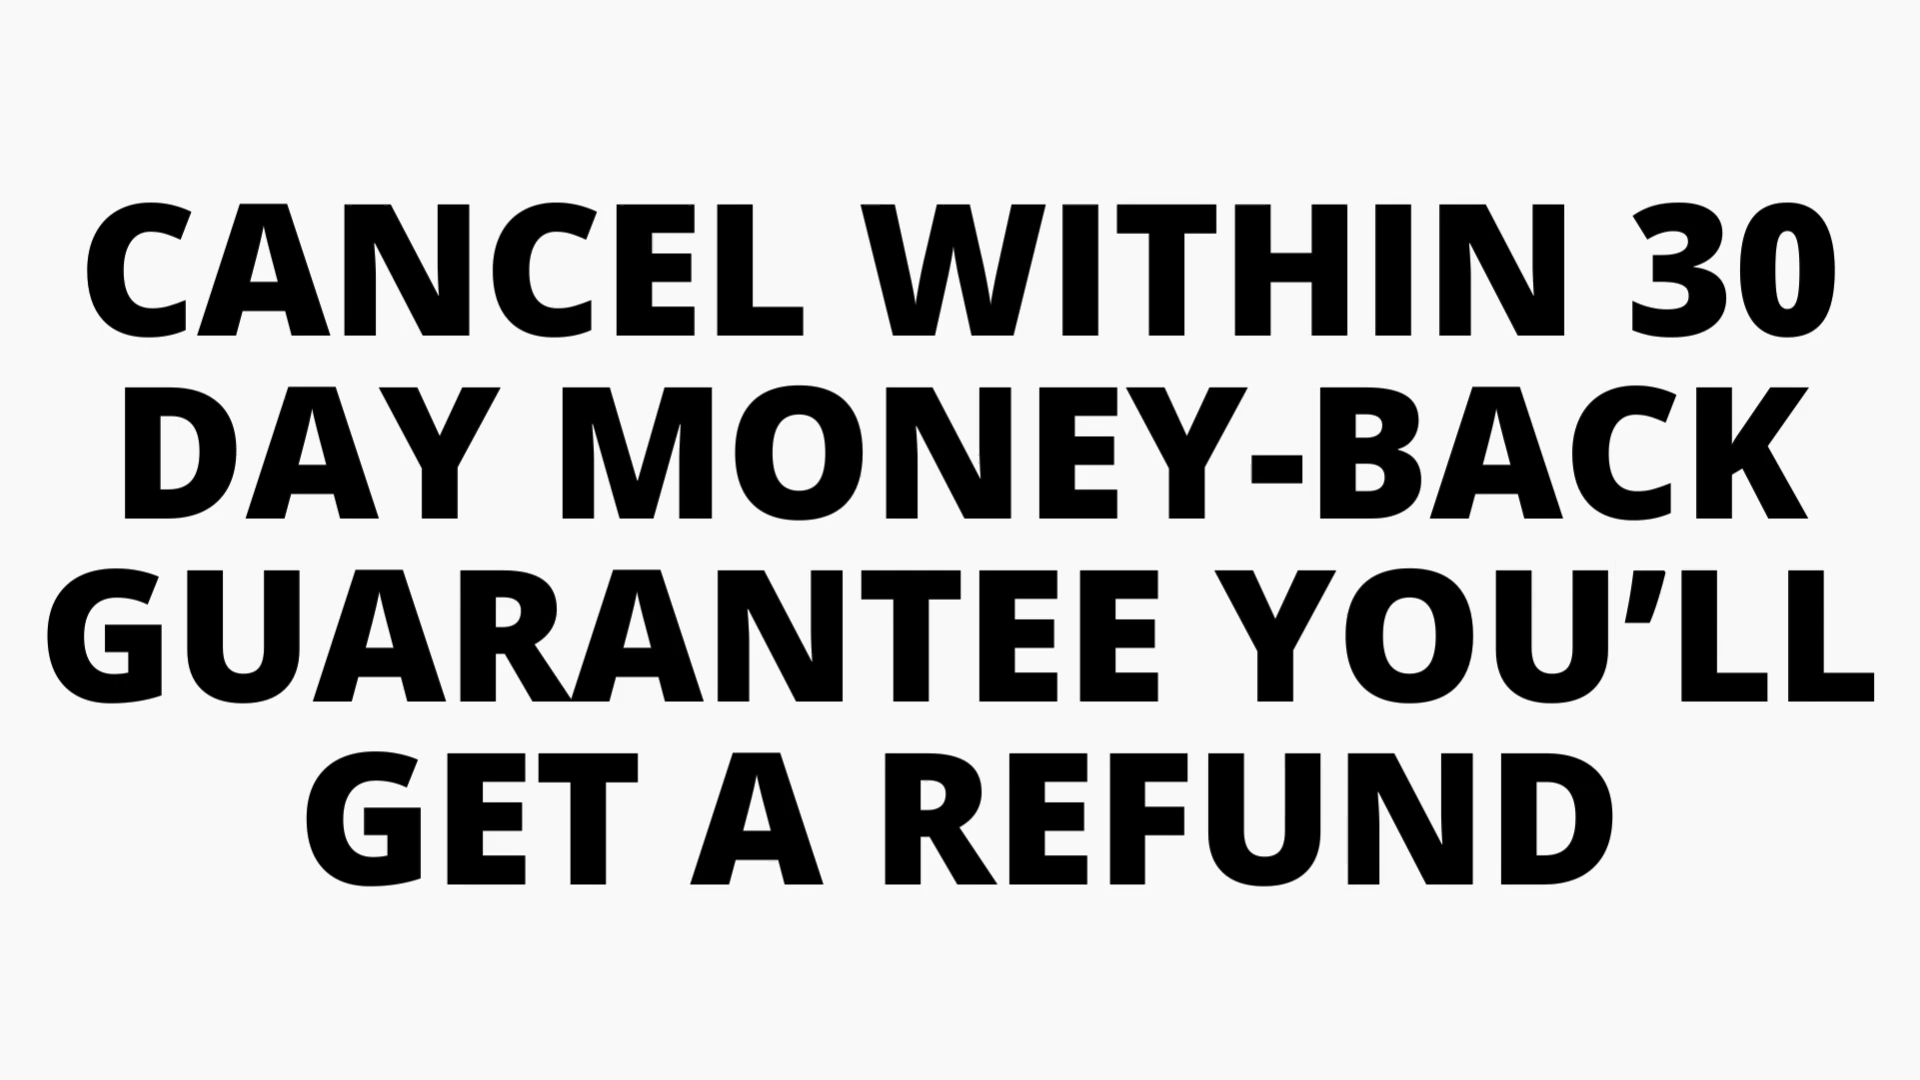 CANCEL WITHIN 30
DAY MONEY-BACK
GUARANTEE YOU’LL
GET A REFUND